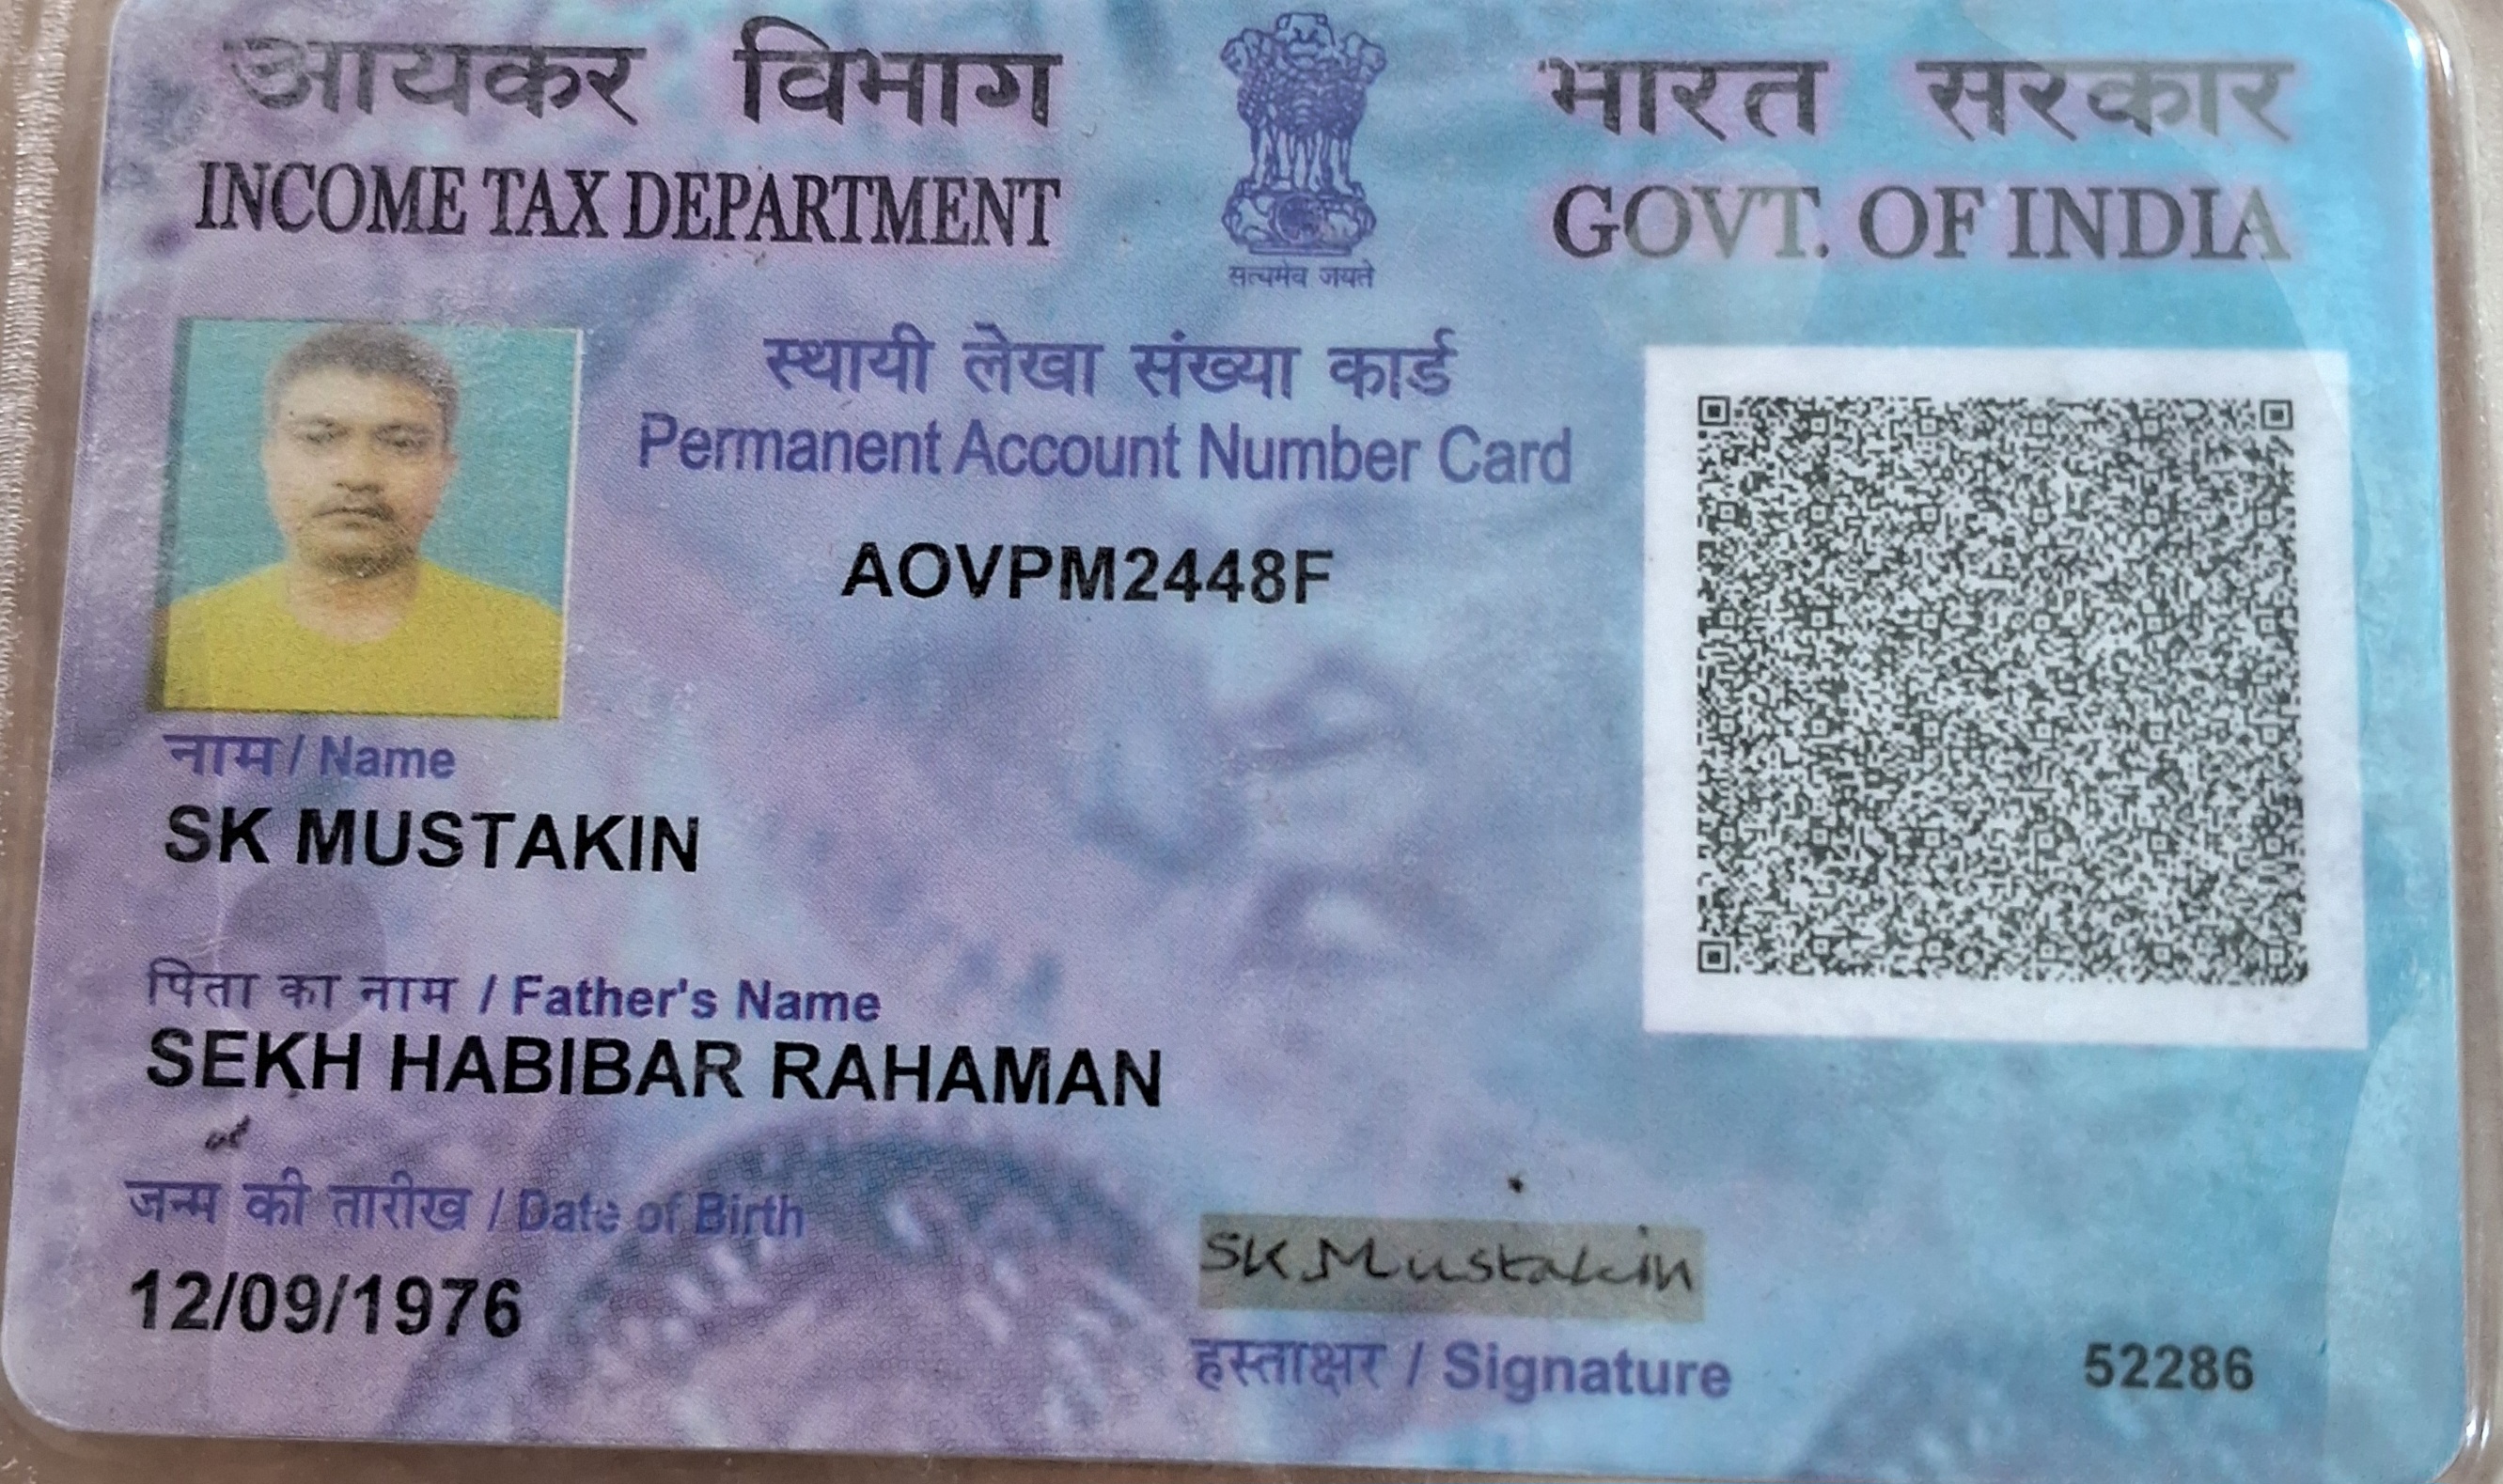 आयकर विभाग
INCOME TAX DEPARTMENT
सत्यमेव जयते
भारत सरकार
GOVT. OF INDIA
स्थायी लेखा संख्या कार्ड
Permanent Account Number Card
AOVPM2448F
नाम / Name
SK MUSTAKIN
पिता का नाम / Father's Name
SEKH HABIBAR RAHAMAN
जन्म की तारीख / Date of Birth
12/09/1976
SK Mustakin
हस्ताक्षर / Signature
52286